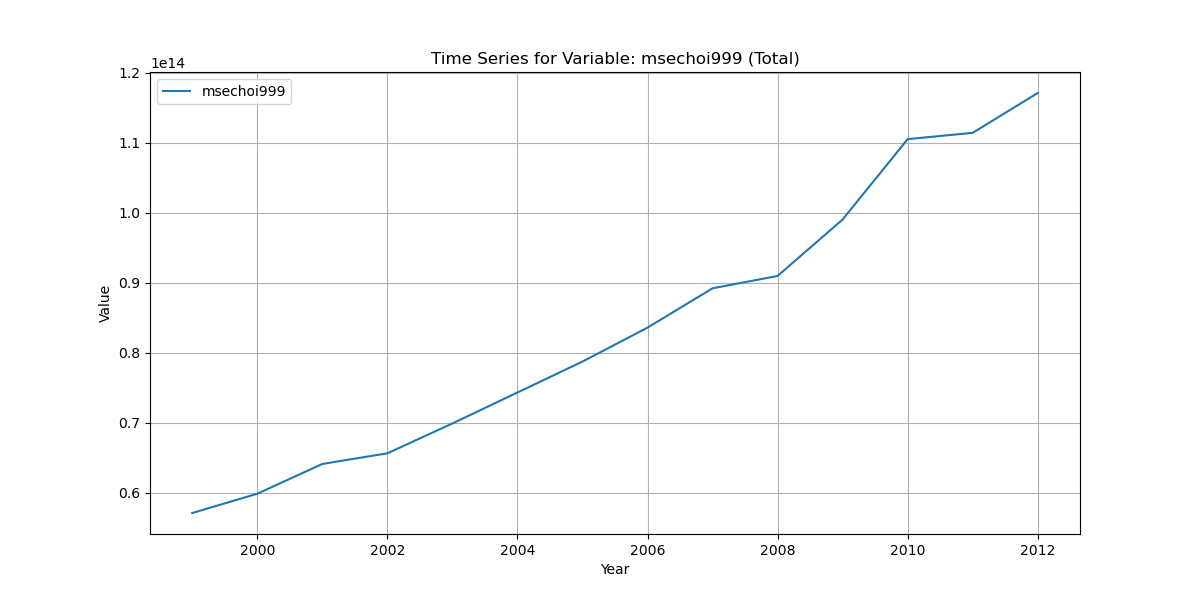 Time Series for Variable: msechoi999 (Total)
1e14
msechoi999
1.2
1.1
1.0
0.9
0.8
0.7
0.6
Value
2000 2002 2004 2006 2008 2010 2012
Year